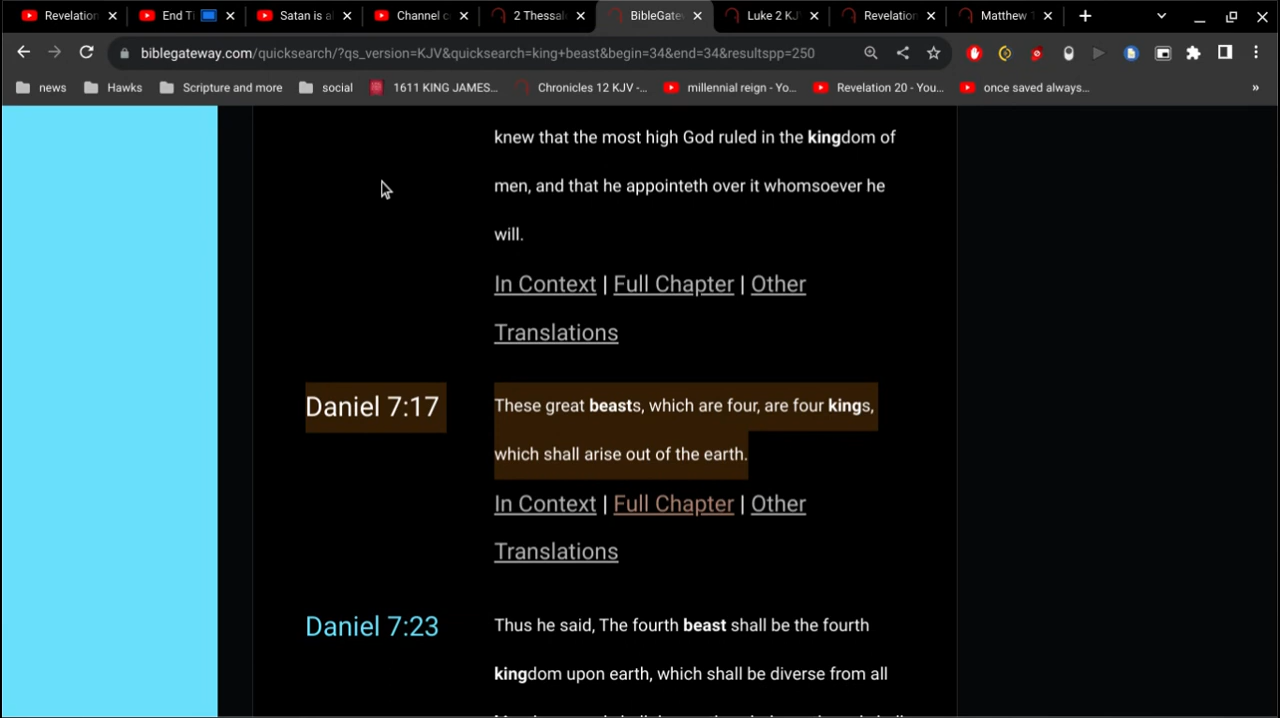 Revelation
End Ti
Satan is a
Channel c
2 Thessal
BibleGate
Luke 2 KJ
Revelation
Matthew 1
biblegateway.com/quicksearch/?qs_version=KJV&quicksearch=king+beast&begin=34&end=34&resultspp=250
news
Hawks
Scripture and more
social
1611 KING JAMES...
Chronicles 12 KJV -...
millennial reign - Yo...
Revelation 20 - You...
once saved always...
»
knew that the most high God ruled in the kingdom of
men, and that he appointeth over it whomsoever he
will.
In Context | Full Chapter | Other
Translations
Daniel 7:17
These great beasts, which are four, are four kings,
which shall arise out of the earth.
In Context | Full Chapter | Other
Translations
Daniel 7:23
Thus he said, The fourth beast shall be the fourth
kingdom upon earth, which shall be diverse from all